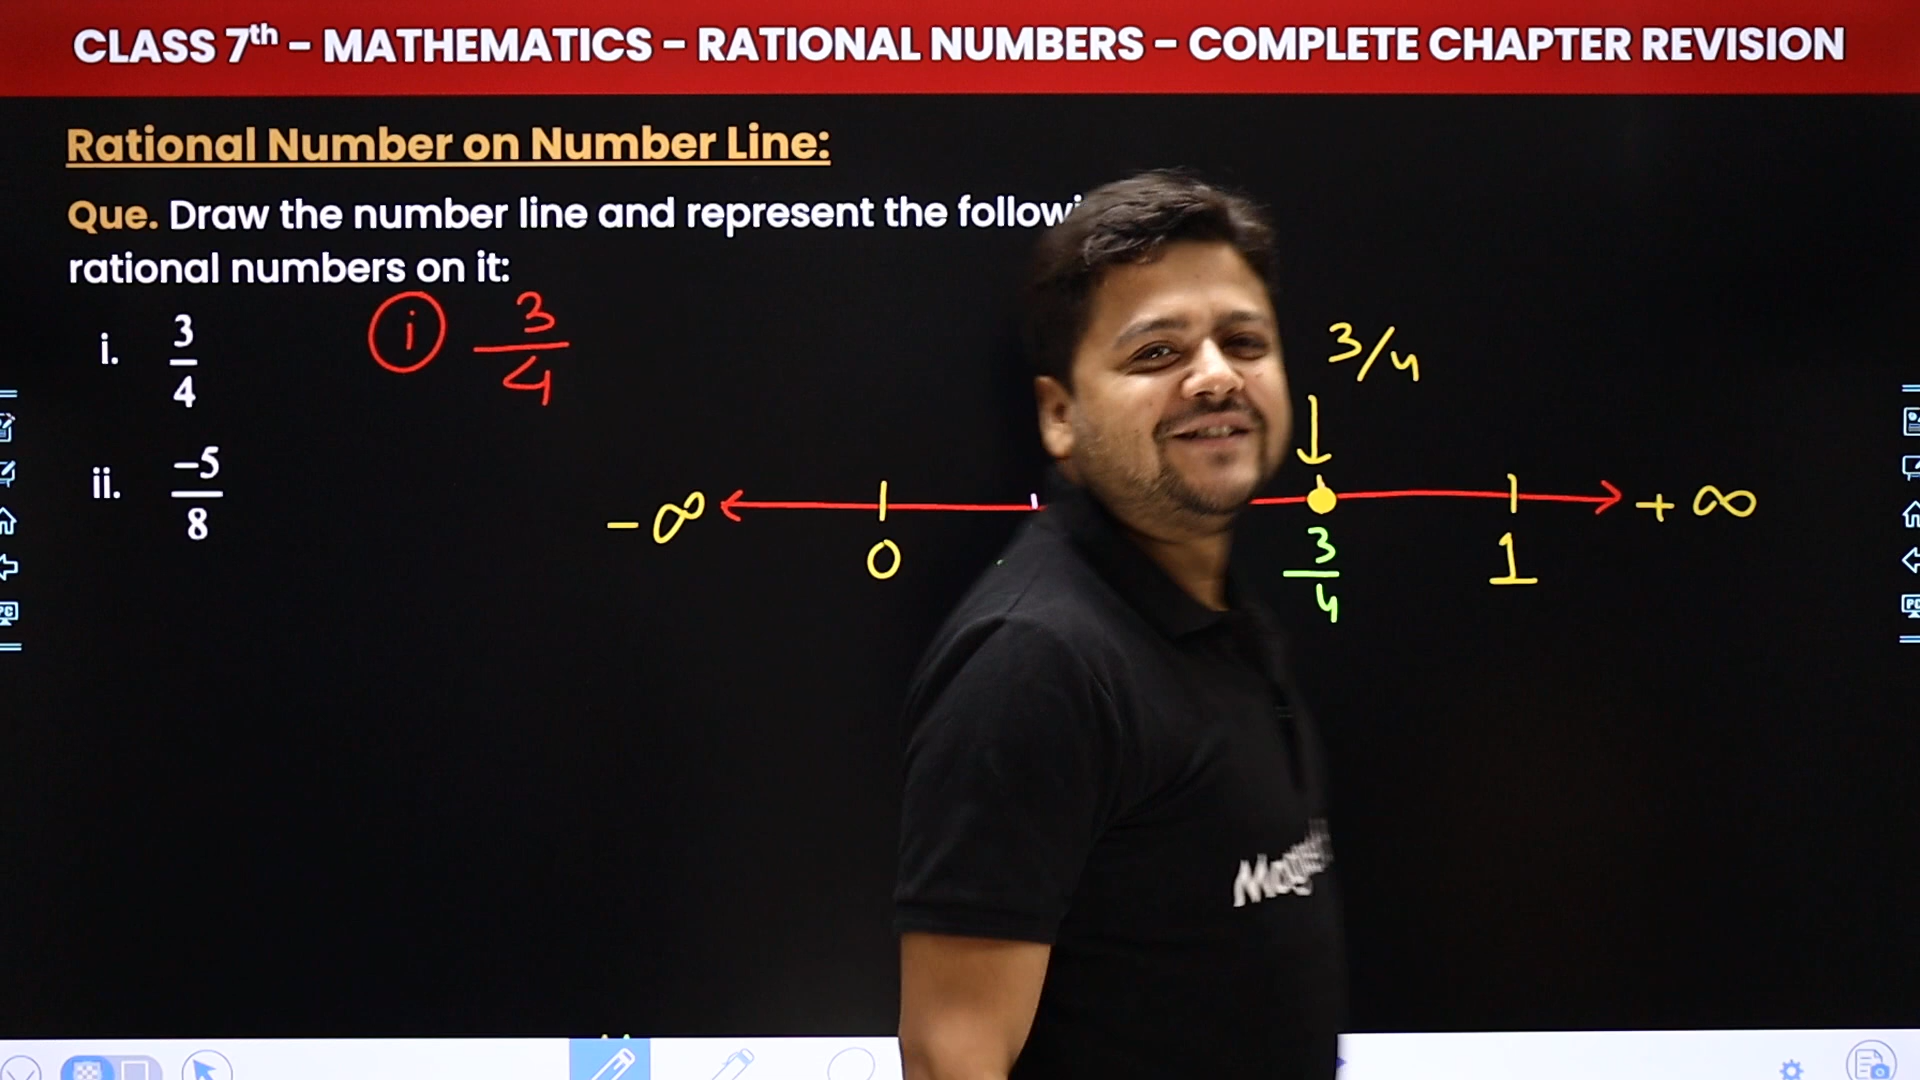 CLASS 7th - MATHEMATICS - RATIONAL NUMBERS - COMPLETE CHAPTER REVISION
Rational Number on Number Line:
Que. Draw the number line and represent the
rational numbers on it:
i. 3/4
ⓘ 3/4
3/4
ii. -5/8
-∞
+ ∞
0
3/4
1